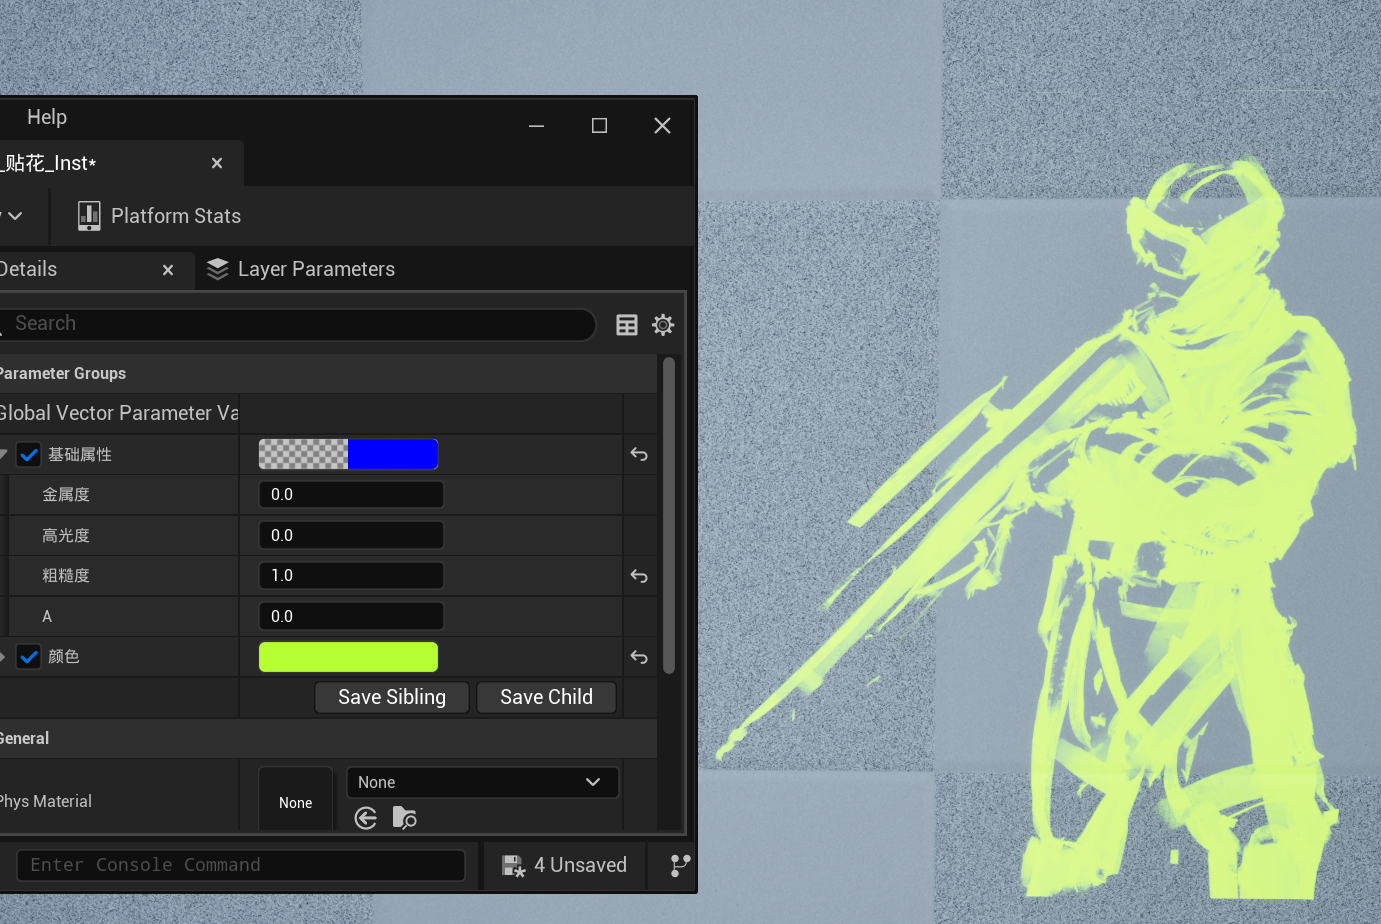 Help
_贴花_Inst*
Platform Stats
Details
Layer Parameters
Search
Parameter Groups
Global Vector Parameter Va
基础属性
金属度 0.0
高光度 0.0
粗糙度 1.0
A 0.0
颜色
Save Sibling Save Child
General
Phys Material
None
None
Enter Console Command
4 Unsaved